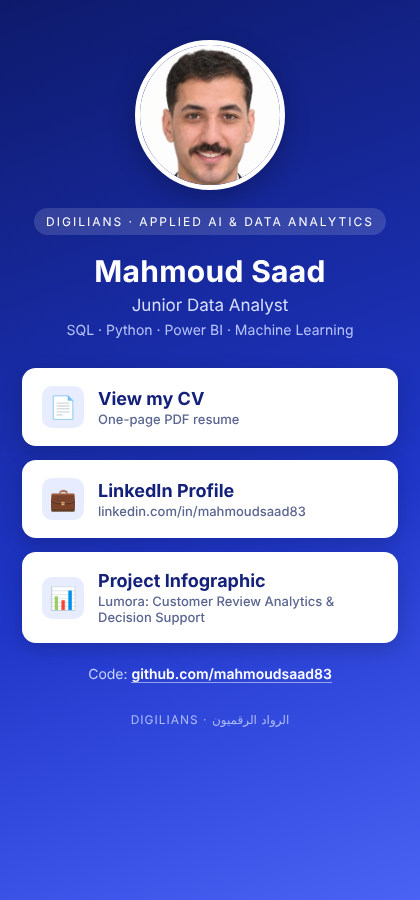 DIGILIANS · APPLIED AI & DATA ANALYTICS
Mahmoud Saad
Junior Data Analyst
SQL · Python · Power BI · Machine Learning
View my CV
One-page PDF resume
LinkedIn Profile
linkedin.com/in/mahmoudsaad83
Project Infographic
Lumora: Customer Review Analytics &
Decision Support
Code: github.com/mahmoudsaad83
DIGILIANS · الرواد الرقميون